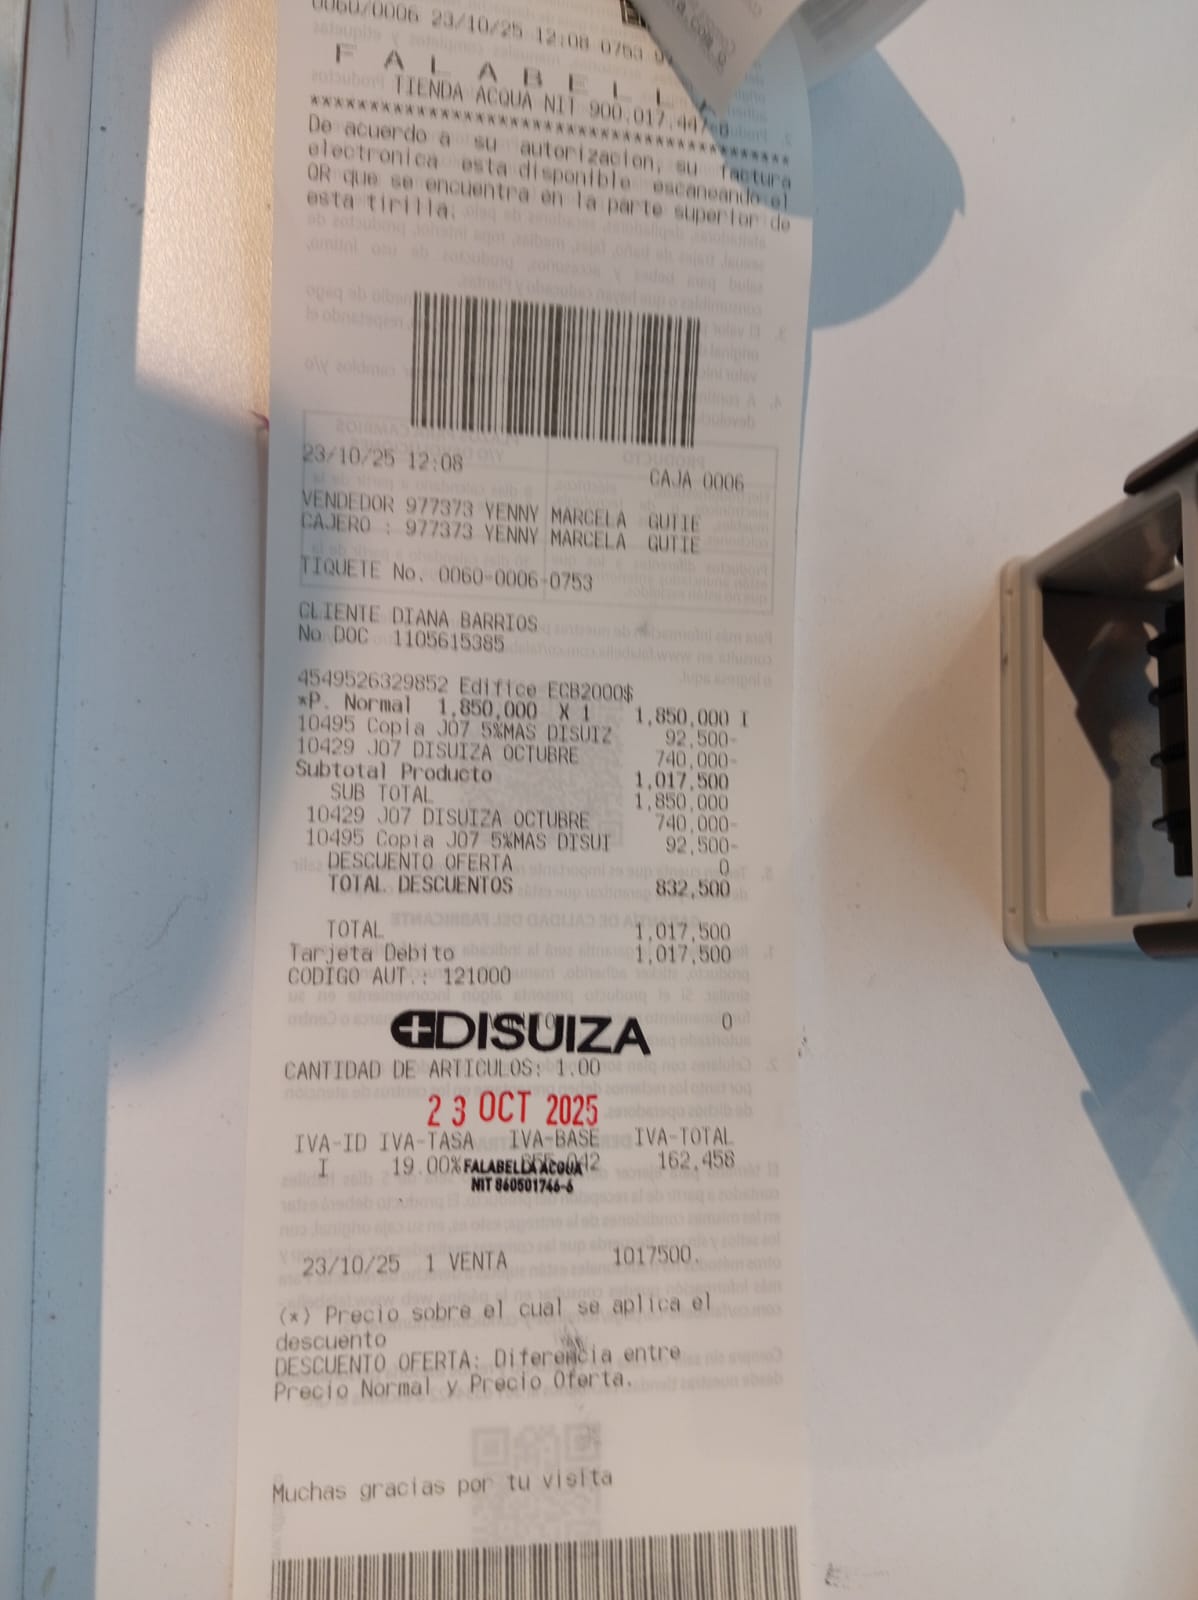 0060/0006 23/10/25 12:08 0753
FALABELL
TIENDA ACQUA NIT 900.017.447-8
****************************************
De acuerdo a su autorizacion, su factura
electronica esta disponible escaneando el
QR que se encuentra en la parte superior de
esta tirilla.
23/10/25 12:08 CAJA 0006
VENDEDOR 977373 YENNY MARCELA GUTIE
CAJERO : 977373 YENNY MARCELA GUTIE
TIQUETE No. 0060-0006-0753
CLIENTE DIANA BARRIOS
No DOC 1105615385
4549526329852 Edifice ECB2000$
*P. Normal 1,850,000 X 1 1,850,000 I
10495 Copia J07 5%MAS DISUIZ 92,500-
10429 J07 DISUIZA OCTUBRE 740,000-
Subtotal Producto 1,017,500
SUB TOTAL 1,850,000
10429 J07 DISUIZA OCTUBRE 740,000-
10495 Copia J07 5%MAS DISUI 92,500-
DESCUENTO OFERTA 0
TOTAL DESCUENTOS 832,500
TOTAL 1,017,500
Tarjeta Debito 1,017,500
CODIGO AUT.: 121000
DISUIZA 0
CANTIDAD DE ARTICULOS: 1.00
23 OCT 2025
IVA-ID IVA-TASA IVA-BASE IVA-TOTAL
I 19.00% 162,458
FALABELLA ACQUA
NIT 860501746-6
23/10/25 1 VENTA 1017500.
(*) Precio sobre el cual se aplica el
descuento
DESCUENTO OFERTA: Diferencia entre
Precio Normal y Precio Oferta.
Muchas gracias por tu visita